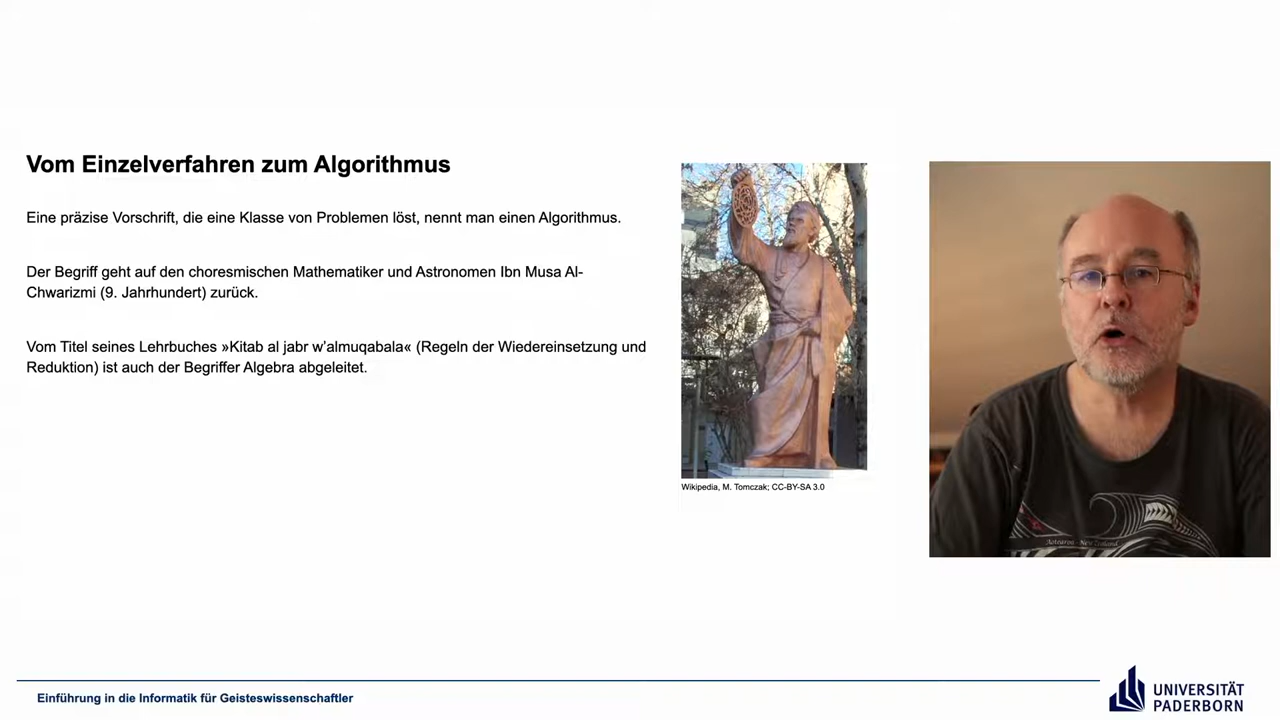 Vom Einzelverfahren zum Algorithmus
Eine präzise Vorschrift, die eine Klasse von Problemen löst, nennt man einen Algorithmus.
Der Begriff geht auf den choresmischen Mathematiker und Astronomen Ibn Musa Al-
Chwarizmi (9. Jahrhundert) zurück.
Vom Titel seines Lehrbuches »Kitab al jabr w'almuqabala« (Regeln der Wiedereinsetzung und
Reduktion) ist auch der Begriffer Algebra abgeleitet.
Wikipedia, M. Tomczak; CC-BY-SA 3.0
Aotearoa - New Zealand
Einführung in die Informatik für Geisteswissenschaftler
UNIVERSITÄT
PADERBORN